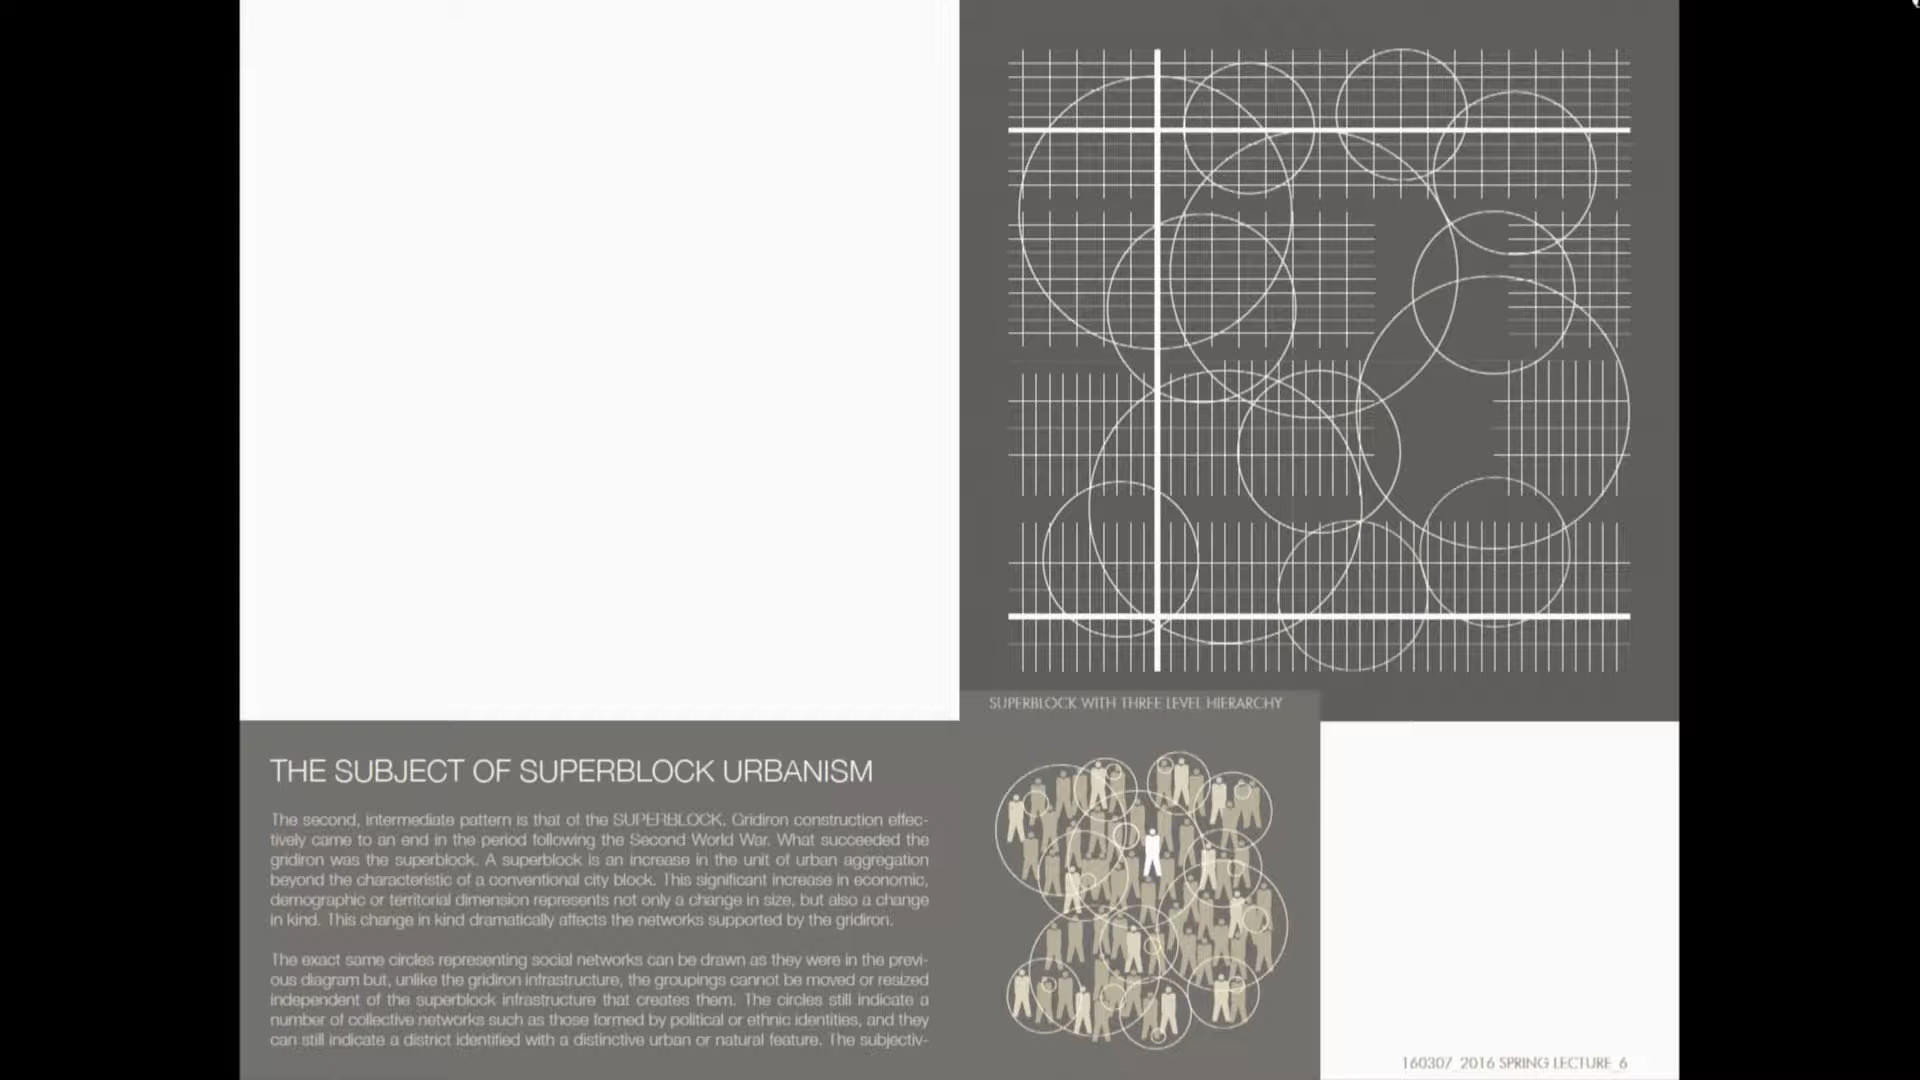 SUPERBLOCK WITH THREE LEVEL HIERARCHY
THE SUBJECT OF SUPERBLOCK URBANISM
The second, intermediate pattern is that of the SUPERBLOCK. Gridiron construction effec-
tively came to an end in the period following the Second World War. What succeeded the
gridiron was the superblock. A superblock is an increase in the unit of urban aggregation
beyond the characteristic of a conventional city block. This significant increase in economic,
demographic or territorial dimension represents not only a change in size, but also a change
in kind. This change in kind dramatically affects the networks supported by the gridiron.
The exact same circles representing social networks can be drawn as they were in the previ-
ous diagram but, unlike the gridiron infrastructure, the groupings cannot be moved or resized
independent of the superblock infrastructure that creates them. The circles still indicate a
number of collective networks such as those formed by political or ethnic identities, and they
can still indicate a district identified with a distinctive urban or natural feature. The subjectiv-
160307_2016 SPRING LECTURE_6